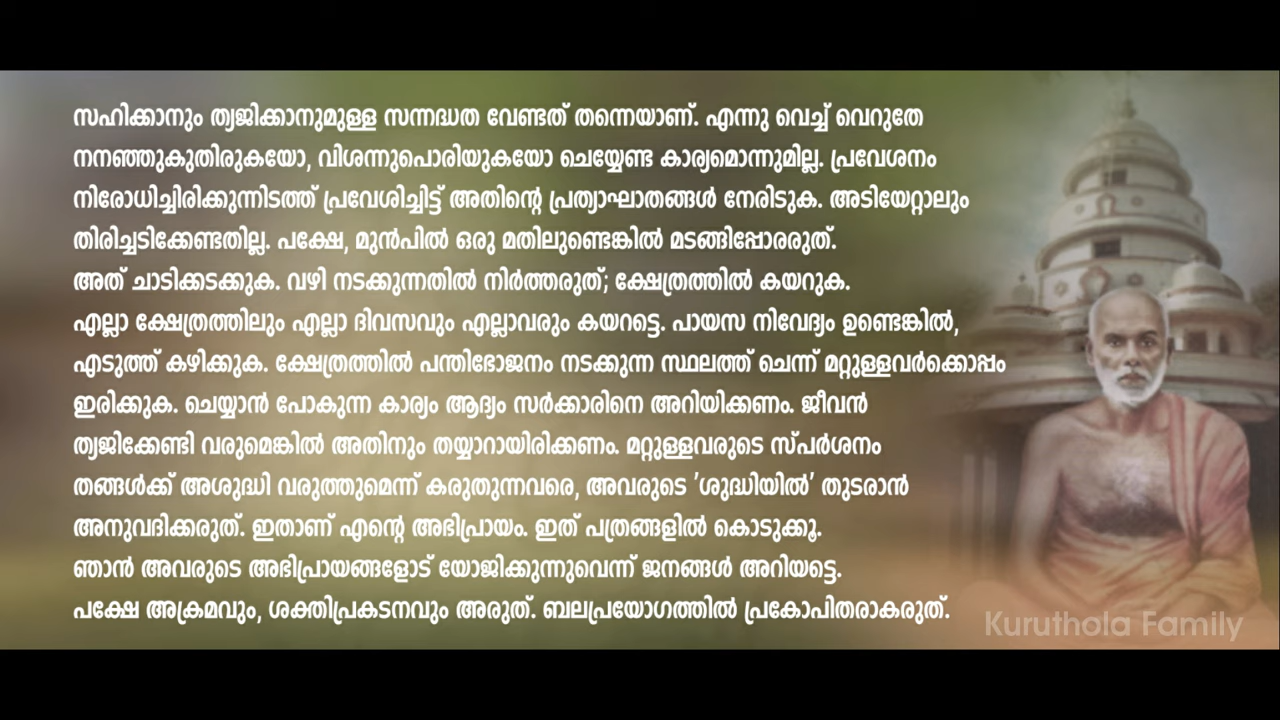 സഹിക്കാനും ത്യജിക്കാനുമുള്ള സന്നദ്ധത വേണ്ടത് തന്നെയാണ്. എന്നു വെച്ച് വെറുതേ
നനഞ്ഞുകുതിരുകയോ, വിശന്നുപൊരിയുകയോ ചെയ്യേണ്ട കാര്യമൊന്നുമില്ല. പ്രവേശനം
നിരോധിച്ചിരിക്കുന്നിടത്ത് പ്രവേശിച്ചിട്ട് അതിന്റെ പ്രത്യാഘാതങ്ങൾ നേരിടുക. അടിയേറ്റാലും
തിരിച്ചടിക്കേണ്ടതില്ല. പക്ഷേ, മുൻപിൽ ഒരു മതിലുണ്ടെങ്കിൽ മടങ്ങിപ്പോരരുത്.
അത് ചാടിക്കടക്കുക. വഴി നടക്കുന്നതിൽ നിർത്തരുത്; ക്ഷേത്രത്തിൽ കയറുക.
എല്ലാ ക്ഷേത്രത്തിലും എല്ലാ ദിവസവും എല്ലാവരും കയറട്ടെ. പായസ നിവേദ്യം ഉണ്ടെങ്കിൽ,
എടുത്ത് കഴിക്കുക. ക്ഷേത്രത്തിൽ പന്തിഭോജനം നടക്കുന്ന സ്ഥലത്ത് ചെന്ന് മറ്റുള്ളവർക്കൊപ്പം
ഇരിക്കുക. ചെയ്യാൻ പോകുന്ന കാര്യം ആദ്യം സർക്കാരിനെ അറിയിക്കണം. ജീവൻ
ത്യജിക്കേണ്ടി വരുമെങ്കിൽ അതിനും തയ്യാറായിരിക്കണം. മറ്റുള്ളവരുടെ സ്പർശനം
തങ്ങൾക്ക് അശുദ്ധി വരുത്തുമെന്ന് കരുതുന്നവരെ, അവരുടെ 'ശുദ്ധിയിൽ' തുടരാൻ
അനുവദിക്കരുത്. ഇതാണ് എന്റെ അഭിപ്രായം. ഇത് പത്രങ്ങളിൽ കൊടുക്കൂ.
ഞാൻ അവരുടെ അഭിപ്രായങ്ങളോട് യോജിക്കുന്നുവെന്ന് ജനങ്ങൾ അറിയട്ടെ.
പക്ഷേ അക്രമവും, ശക്തിപ്രകടനവും അരുത്. ബലപ്രയോഗത്തിൽ പ്രകോപിതരാകരുത്.
Kuruthola Family